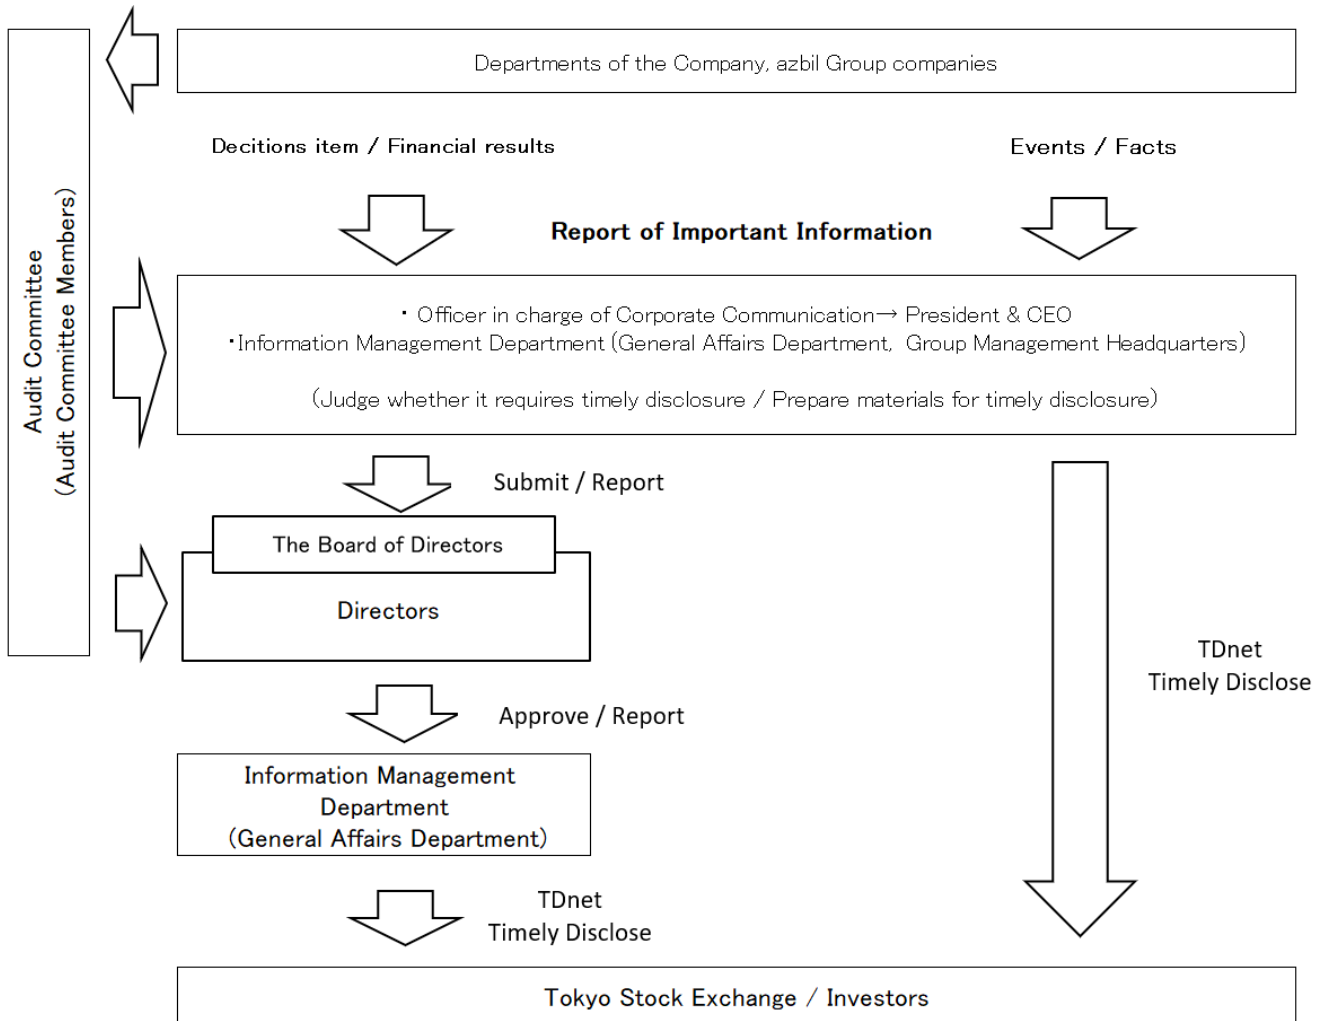 Departments of the Company, azbil Group companies
Decitions item / Financial results
Events / Facts
Report of Important Information
Audit Committee
(Audit Committee Members)
・ Officer in charge of Corporate Communication→ President & CEO
・Information Management Department (General Affairs Department, Group Management Headquarters)
(Judge whether it requires timely disclosure / Prepare materials for timely disclosure)
Submit / Report
The Board of Directors
Directors
TDnet
Timely Disclose
Approve / Report
Information Management
Department
(General Affairs Department)
TDnet
Timely Disclose
Tokyo Stock Exchange / Investors